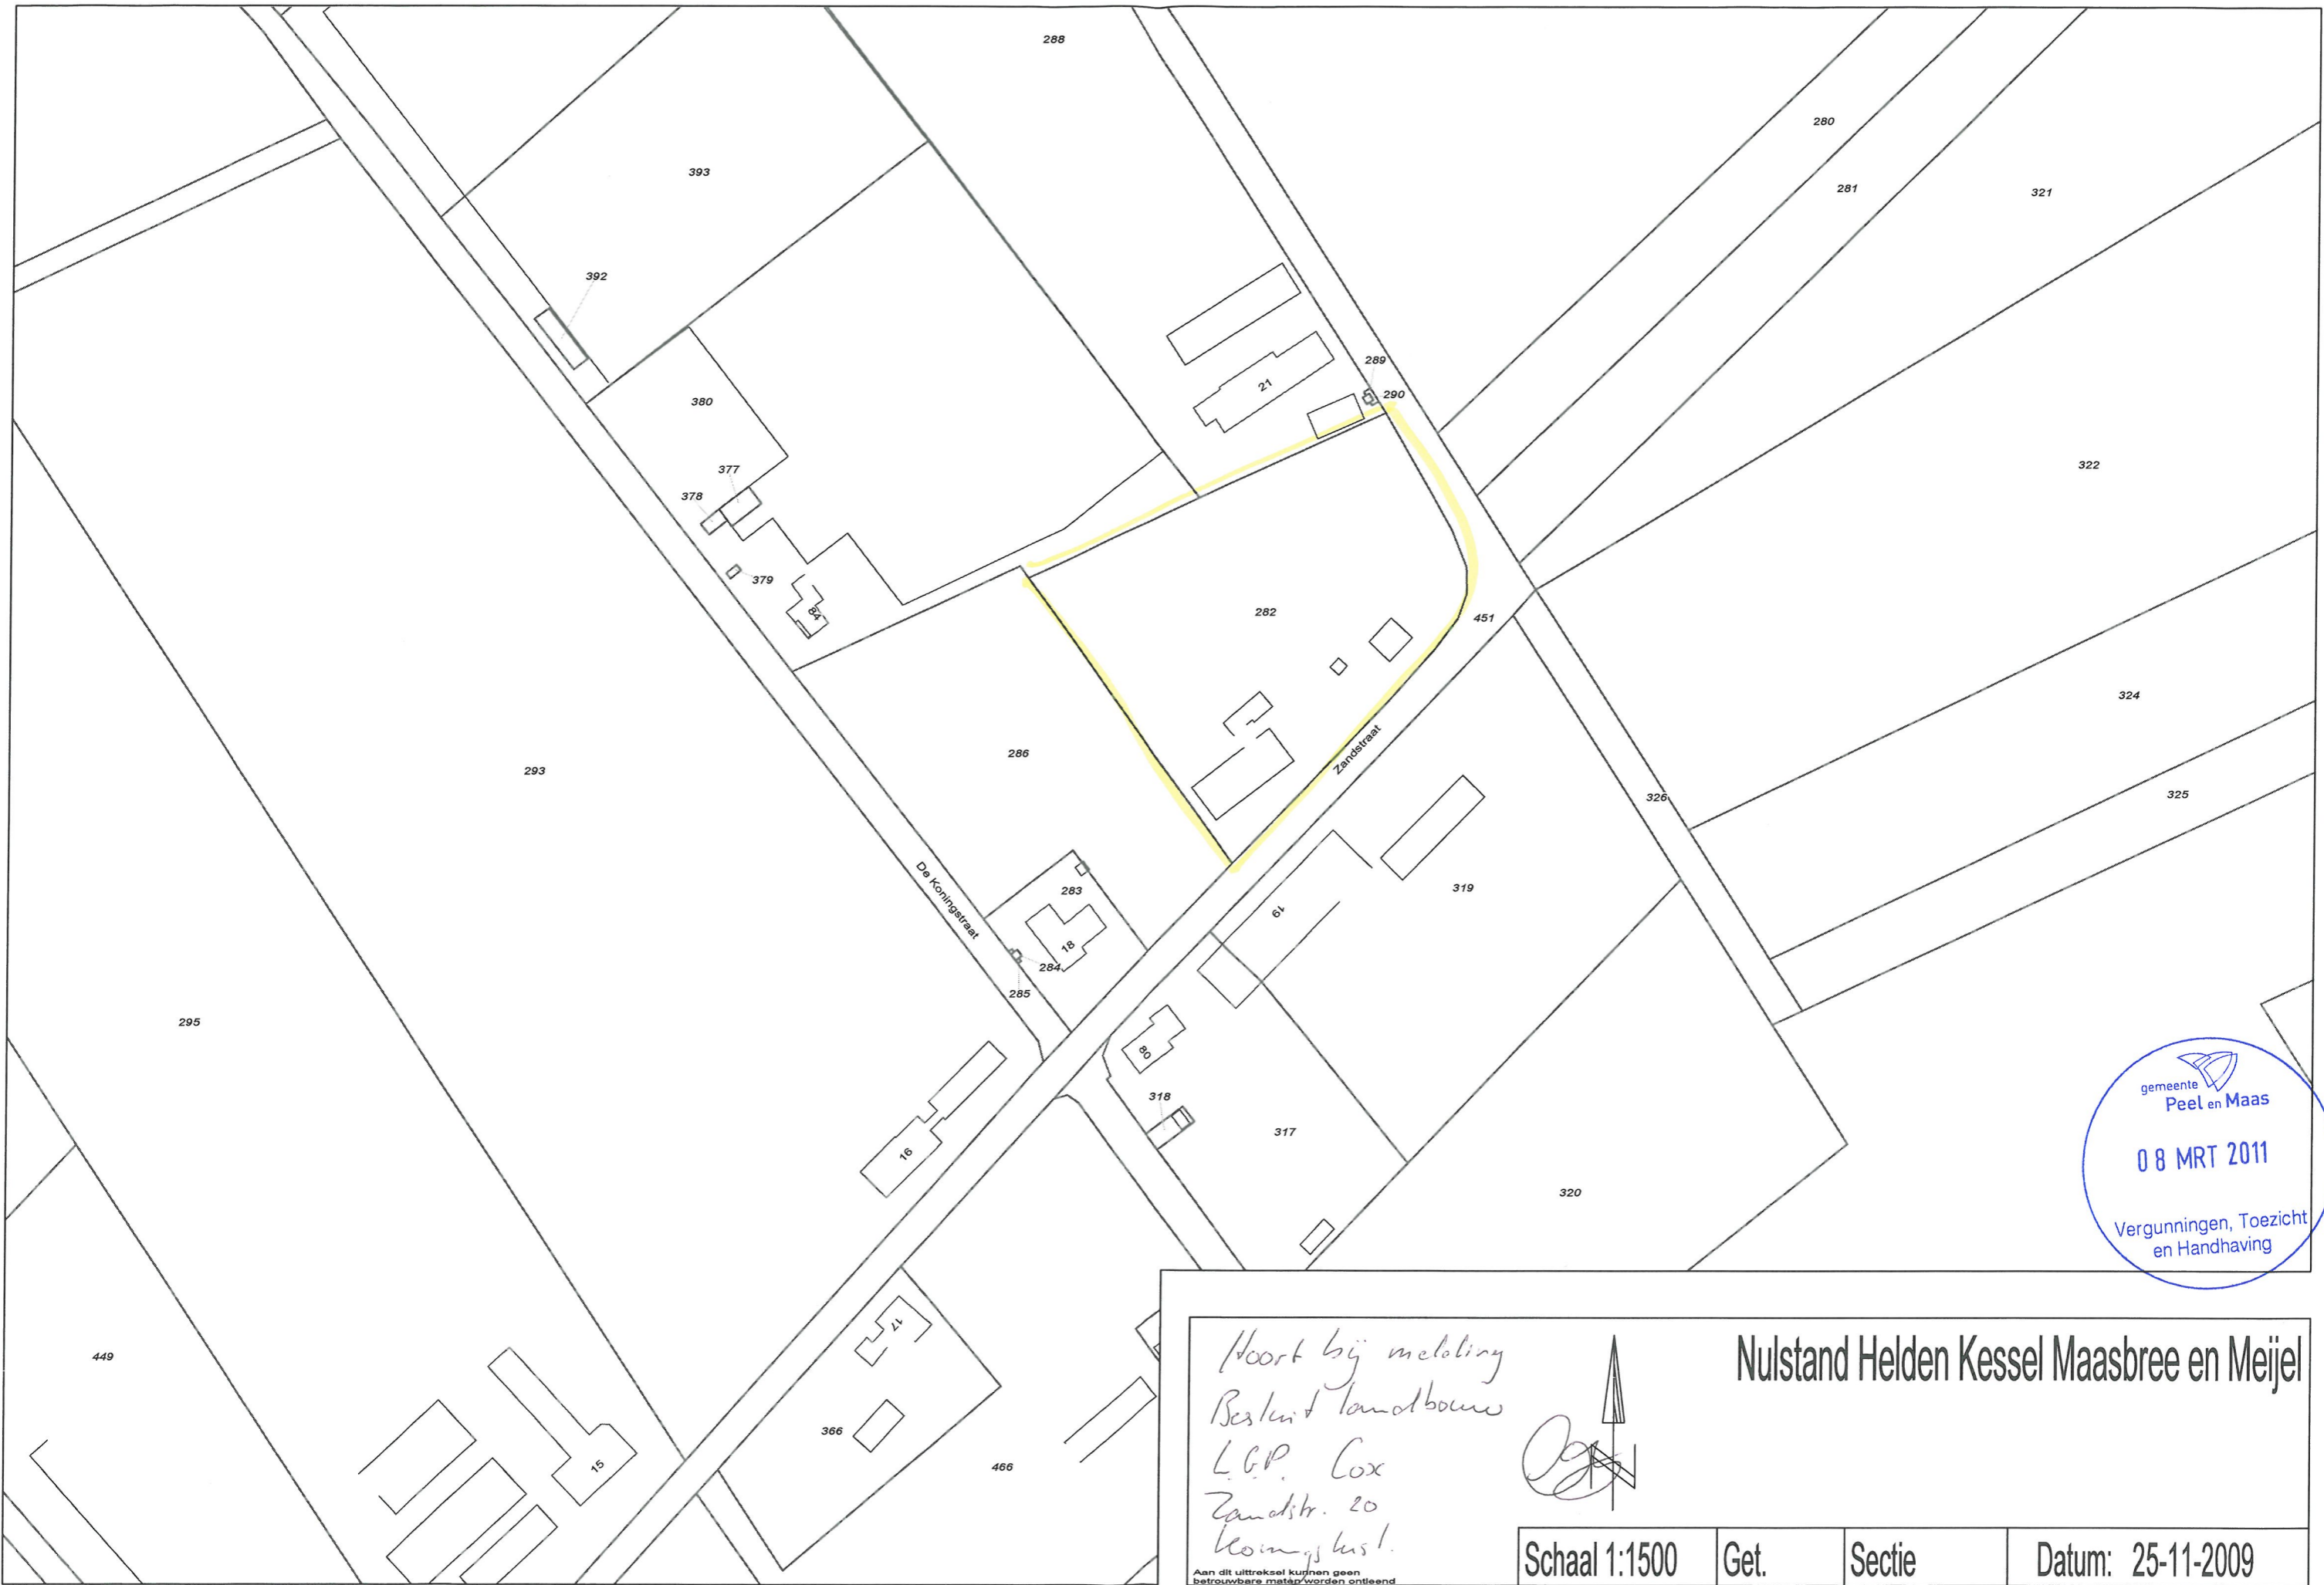 288
280
393
281
321
392
289
290
21
380
322
377
378
379
84
282
451
324
286
Zandstraat
293
326
325
De Koningstraat
283
319
19
18
284
285
295
80
318
317
16
320
gemeente
Peel en Maas
08 MRT 2011
Vergunningen, Toezicht
en Handhaving
449
17
366
15
466
Hoort bij melding
Besluit landbouw
L.G.P. Cox
Zandstr. 20
Koningslust.
Aan dit uittreksel kunnen geen
betrouwbare maten worden ontleend
N
Nulstand Helden Kessel Maasbree en Meijel
Schaal 1:1500 Get. Sectie Datum: 25-11-2009